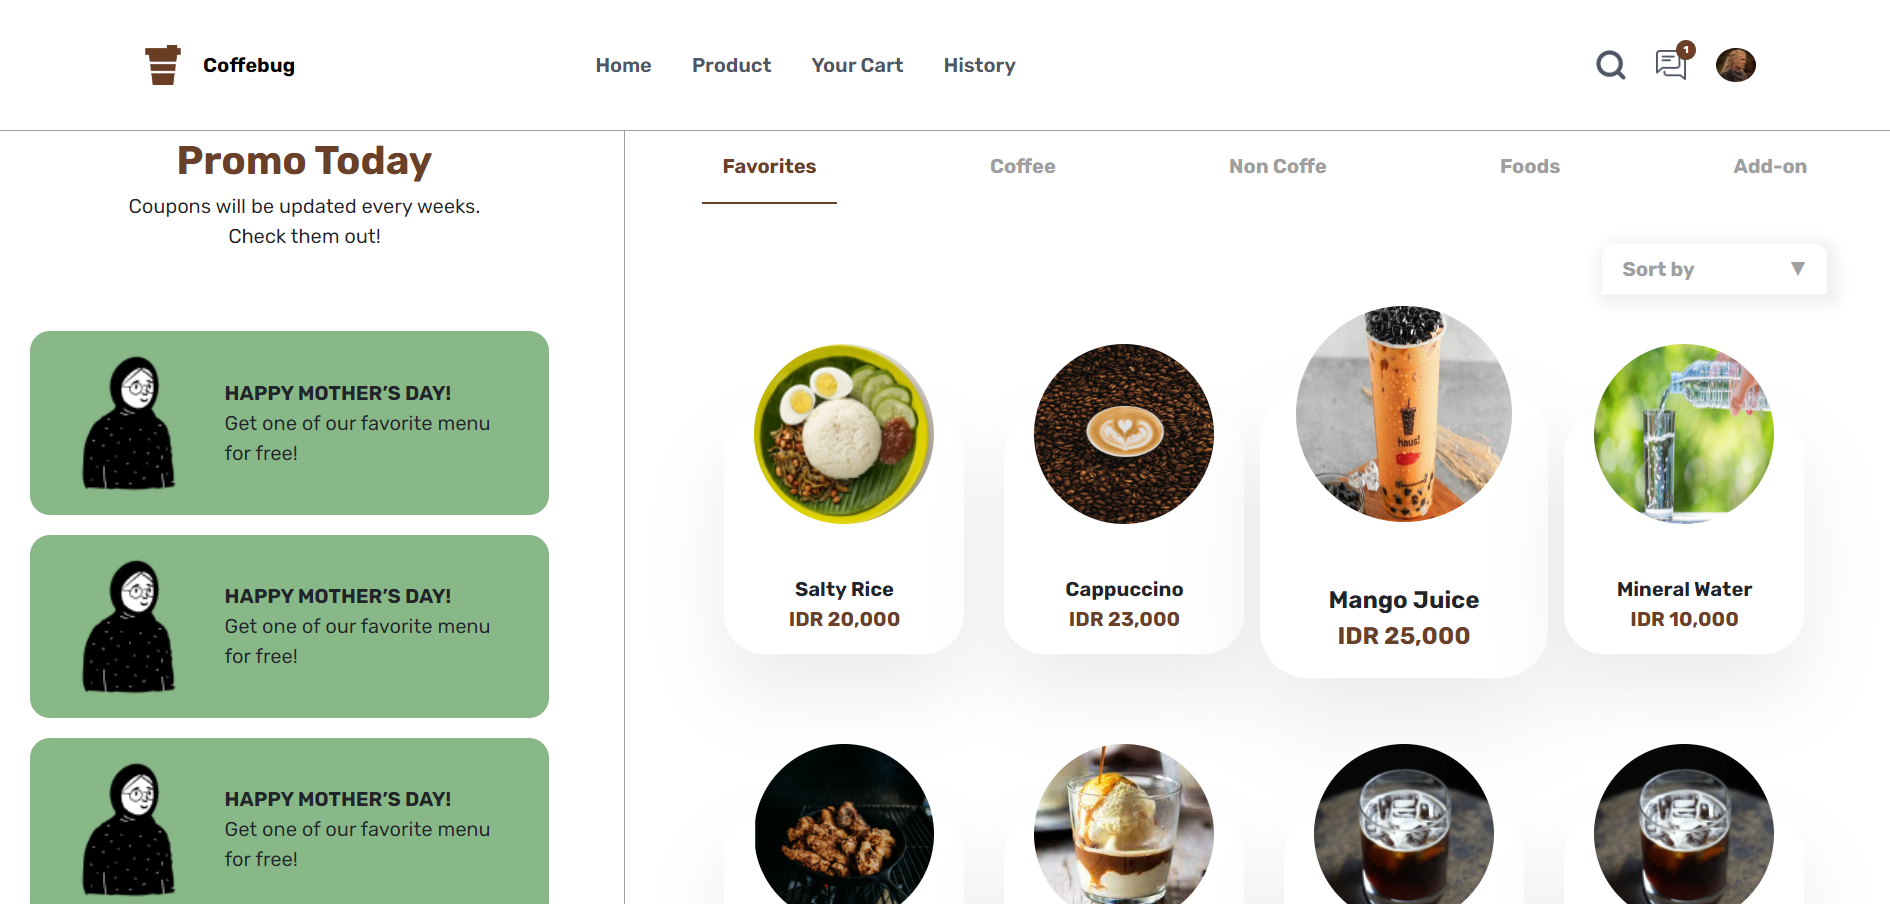 Coffebug
Home
Product
Your Cart
History
1
Promo Today
Coupons will be updated every weeks.
Check them out!
HAPPY MOTHER'S DAY!
Get one of our favorite menu
for free!
HAPPY MOTHER'S DAY!
Get one of our favorite menu
for free!
HAPPY MOTHER'S DAY!
Get one of our favorite menu
for free!
Favorites
Coffee
Non Coffe
Foods
Add-on
Sort by
Salty Rice
IDR 20,000
Cappuccino
IDR 23,000
haus!
Mango Juice
IDR 25,000
Mineral Water
IDR 10,000